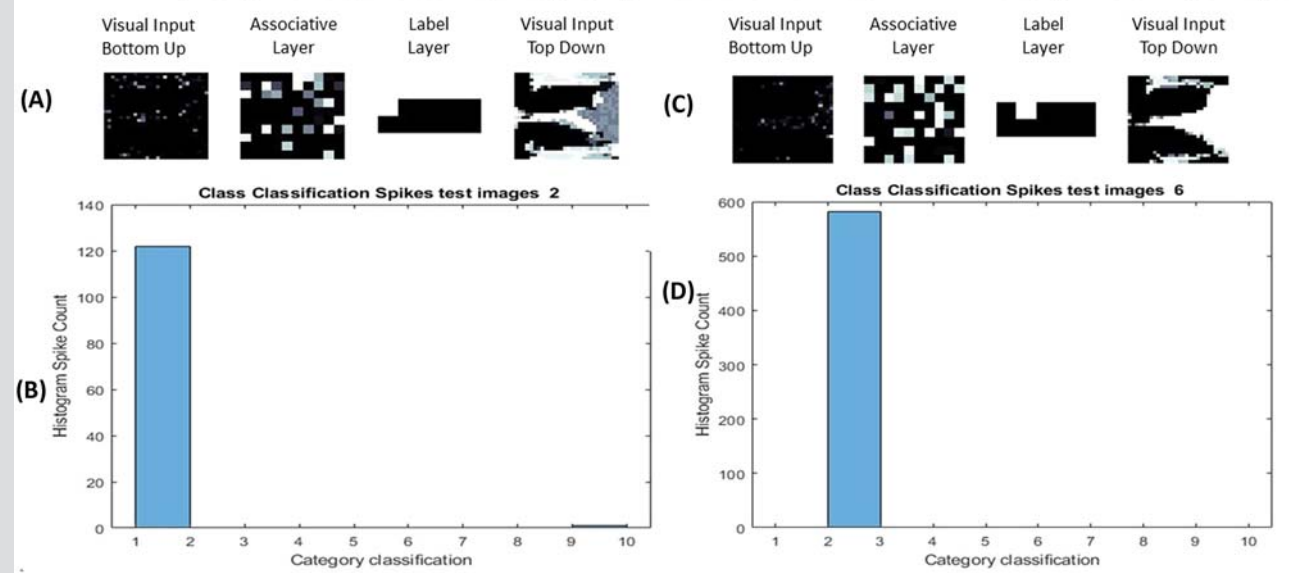 Visual Input
Bottom Up
Associative
Layer
Label
Layer
Visual Input
Top Down
(A)
Class Classification Spikes test images 2
140
120
100
80
60
40
20
0
Histogram Spike Count
(B)
1 2 3 4 5 6 7 8 9 10
Category classification
Visual Input
Bottom Up
Associative
Layer
Label
Layer
Visual Input
Top Down
(C)
Class Classification Spikes test images 6
600
500
400
300
200
100
0
Histogram Spike Count
(D)
1 2 3 4 5 6 7 8 9 10
Category classification